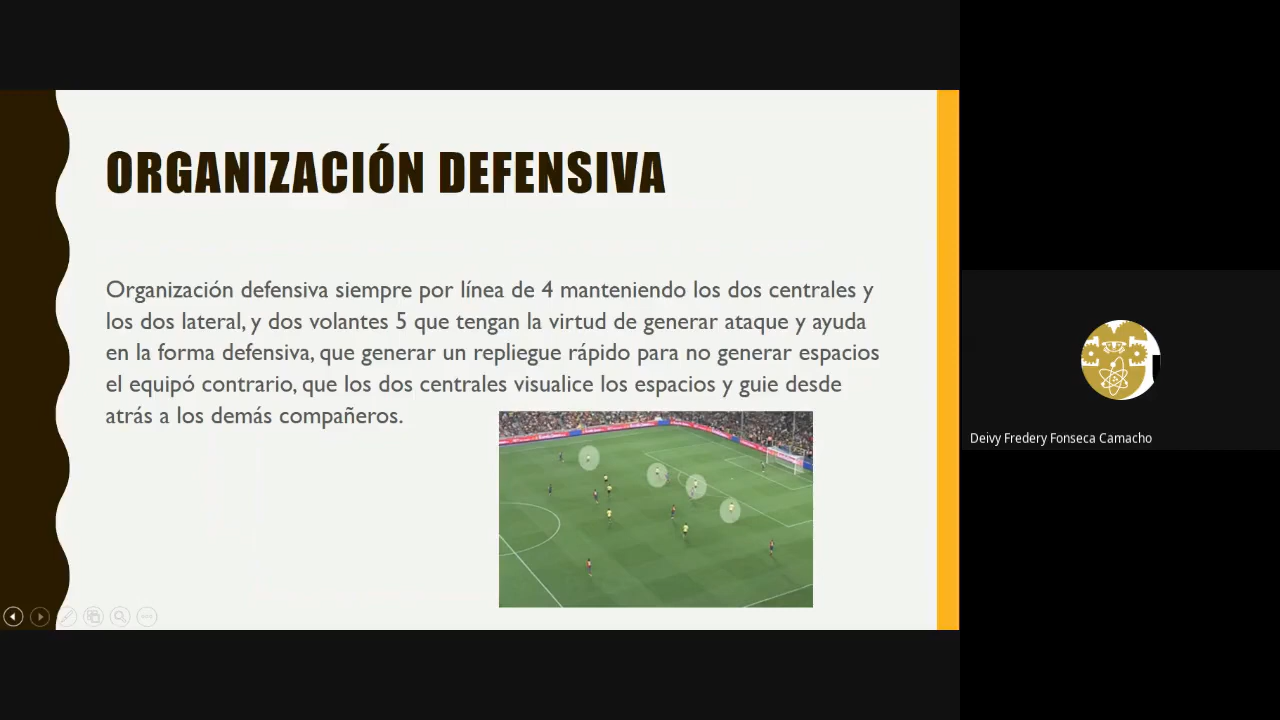 ORGANIZACIÓN DEFENSIVA
Organización defensiva siempre por línea de 4 manteniendo los dos centrales y
los dos lateral, y dos volantes 5 que tengan la virtud de generar ataque y ayuda
en la forma defensiva, que generar un repliegue rápido para no generar espacios
el equipó contrario, que los dos centrales visualice los espacios y guie desde
atrás a los demás compañeros.
Deivy Fredery Fonseca Camacho